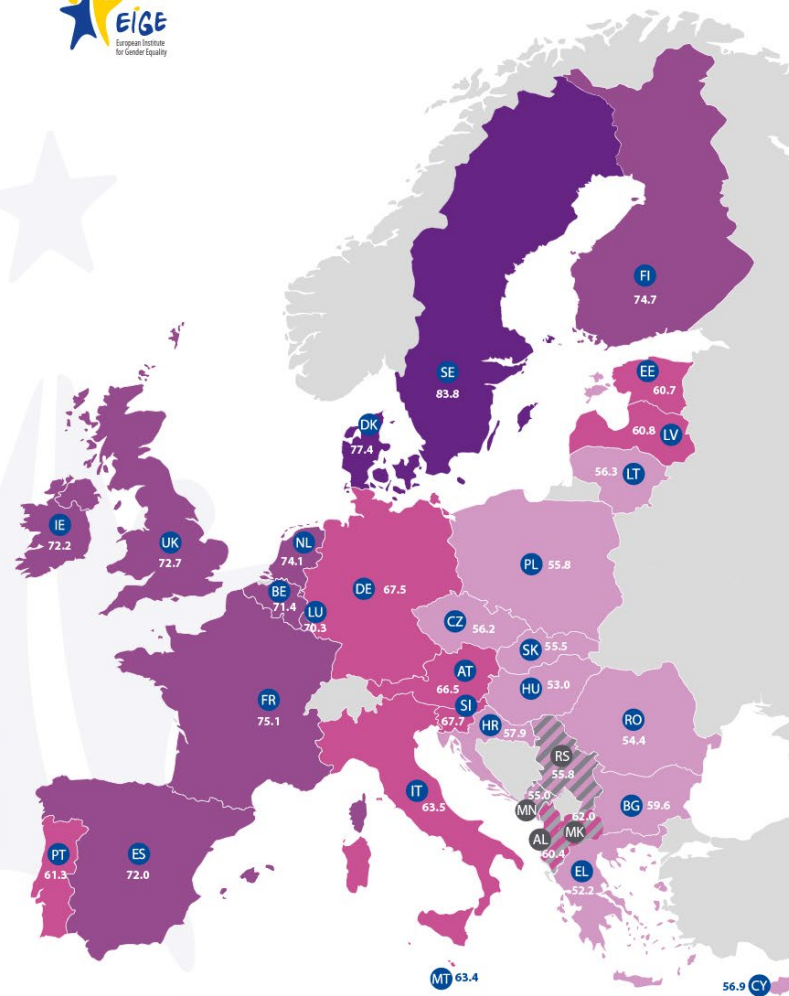 EIGE
European Institute
for Gender Equality
FI
74.7
SE
83.8
EE
60.7
DK
77.4
60.8 LV
56.3 LT
IE
72.2
UK
72.7
NL
74.1
PL 55.8
BE
71.4
DE 67.5
LU
70.3
CZ 56.2
SK 55.5
AT
66.5
HU 53.0
FR
75.1
SI
67.7
HR 57.9
RO
54.4
RS
55.8
IT
63.5
55.0
MN
BG 59.6
62.0
MK
AL
60.4
PT
61.3
ES
72.0
EL
52.2
MT 63.4
56.9 CY